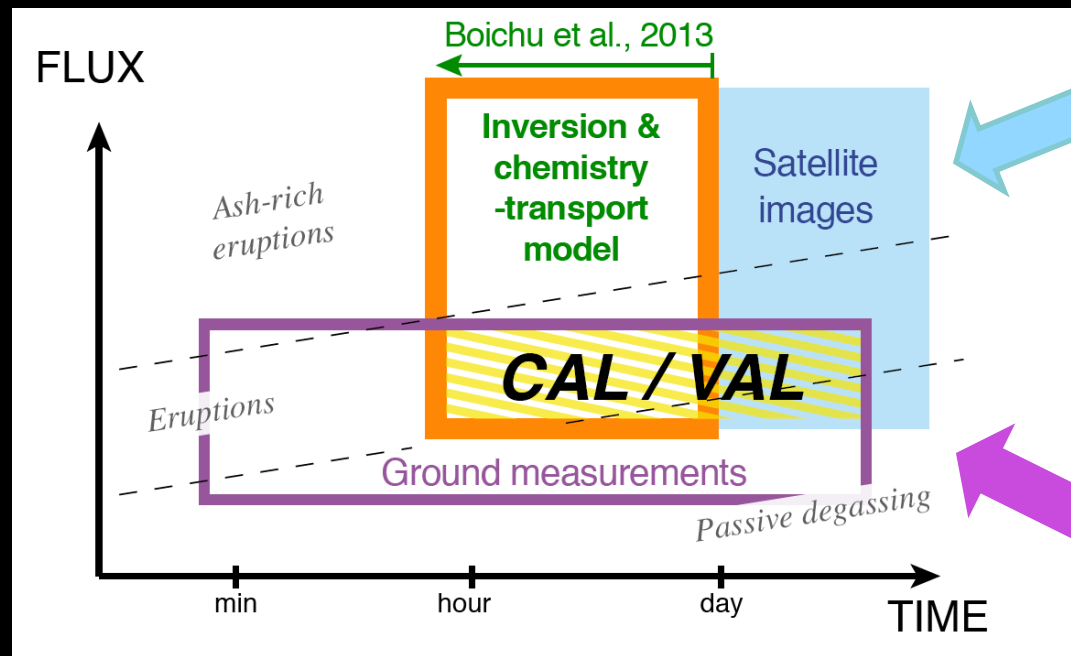 Boichu et al., 2013
FLUX
Inversion &
chemistry
-transport
model
Satellite
images
Ash-rich
eruptions
CAL / VAL
Eruptions
Ground measurements
Passive degassing
min
hour
day
TIME